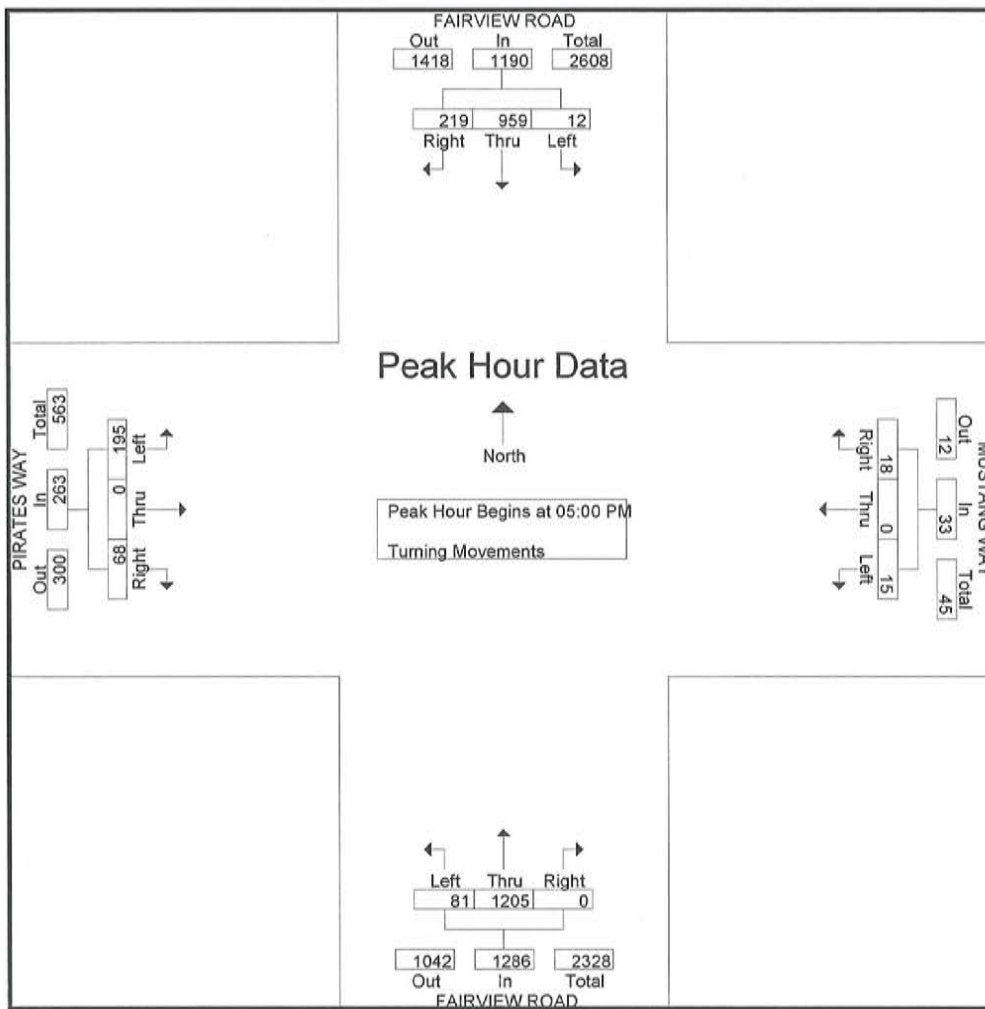 FAIRVIEW ROAD
Out In Total
1418 1190 2608
219 959 12
Right Thru Left
Peak Hour Data
North
Peak Hour Begins at 05:00 PM
Turning Movements
PIRATES WAY
Out In Total
300 263 563
68 0 195
Right Thru Left
MUSTANG WAY
Out In Total
12 33 45
18 0 15
Right Thru Left
Left Thru Right
81 1205 0
1042 1286 2328
Out In Total
FAIRVIEW ROAD